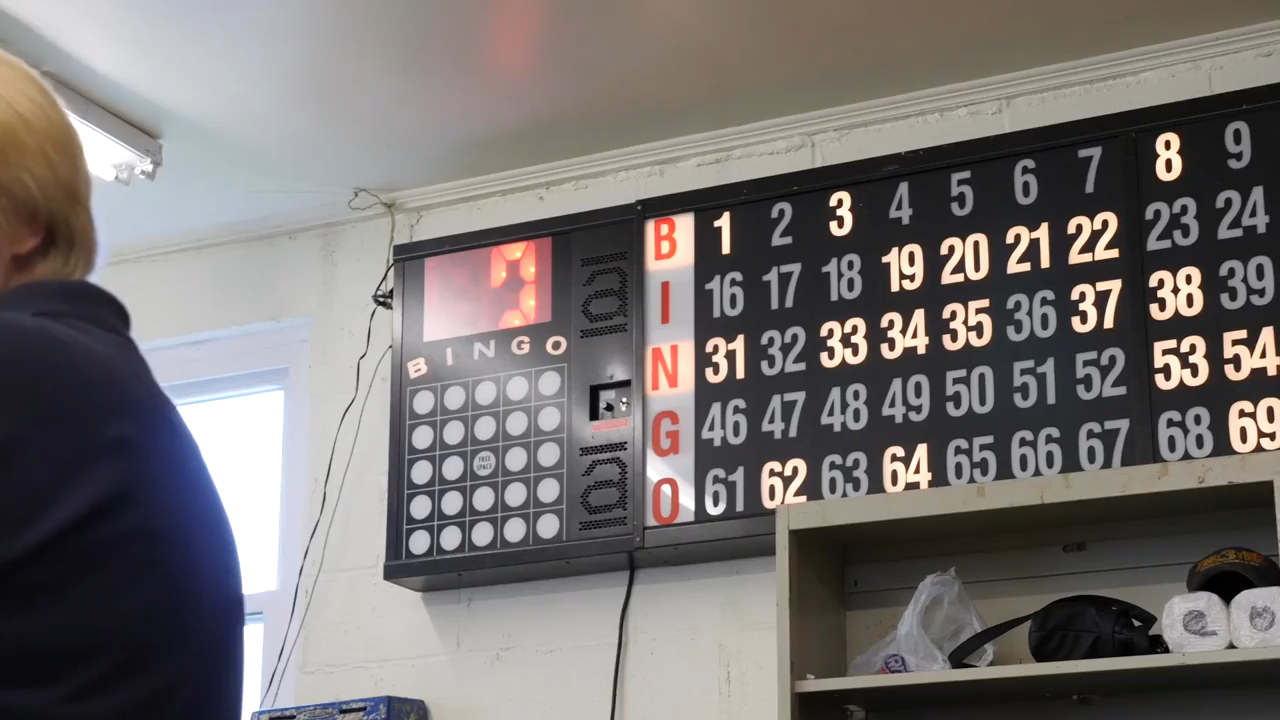 3
BINGO
FREE
SPACE
B 1 2 3 4 5 6 7 8 9
I 16 17 18 19 20 21 22 23 24
N 31 32 33 34 35 36 37 38 39
G 46 47 48 49 50 51 52 53 54
O 61 62 63 64 65 66 67 68 69